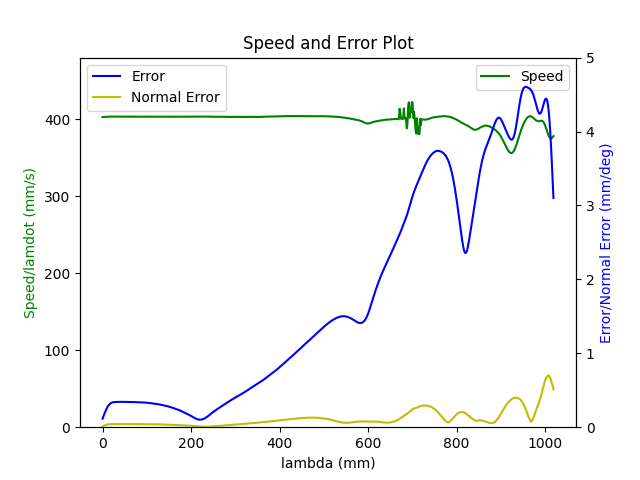 Speed and Error Plot
Error
Normal Error
Speed
Speed/lamdot (mm/s)
400
300
200
100
0
Error/Normal Error (mm/deg)
5
4
3
2
1
0
0 200 400 600 800 1000
lambda (mm)